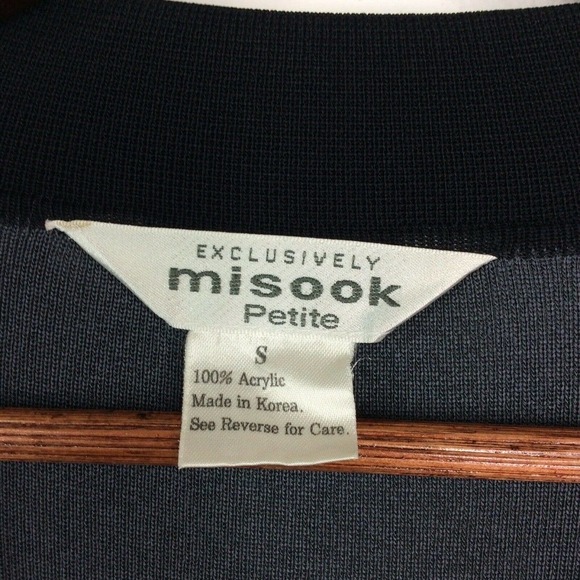 EXCLUSIVELY
misook
Petite
S
100% Acrylic
Made in Korea.
See Reverse for Care.